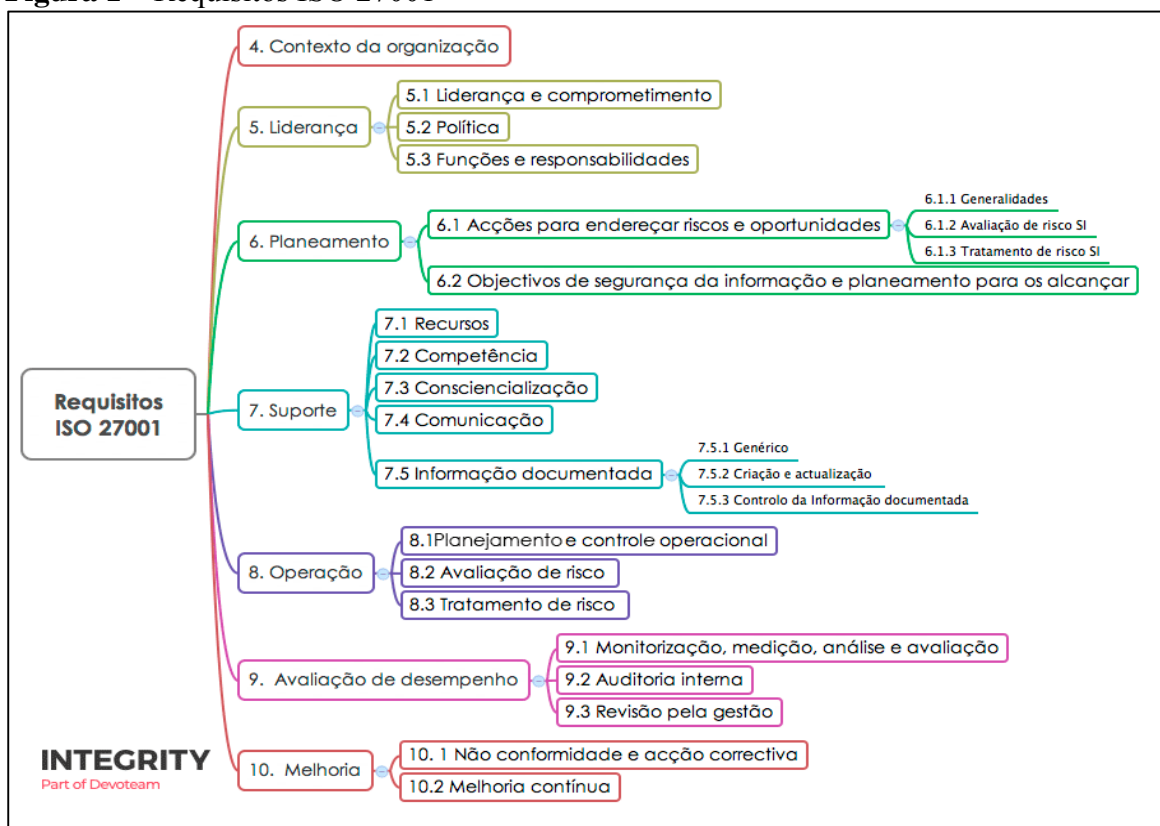 Figura 1 – Requisitos ISO 27001
4. Contexto da organização
5. Liderança
5.1 Liderança e comprometimento
5.2 Política
5.3 Funções e responsabilidades
6. Planeamento
6.1 Acções para endereçar riscos e oportunidades
6.1.1 Generalidades
6.1.2 Avaliação de risco SI
6.1.3 Tratamento de risco SI
6.2 Objectivos de segurança da informação e planeamento para os alcançar
Requisitos
ISO 27001
7. Suporte
7.1 Recursos
7.2 Competência
7.3 Consciencialização
7.4 Comunicação
7.5 Informação documentada
7.5.1 Genérico
7.5.2 Criação e actualização
7.5.3 Controlo da Informação documentada
8. Operação
8.1Planejamento e controle operacional
8.2 Avaliação de risco
8.3 Tratamento de risco
9. Avaliação de desempenho
9.1 Monitorização, medição, análise e avaliação
9.2 Auditoria interna
9.3 Revisão pela gestão
10. Melhoria
10. 1 Não conformidade e acção correctiva
10.2 Melhoria contínua
INTEGRITY
Part of Devoteam